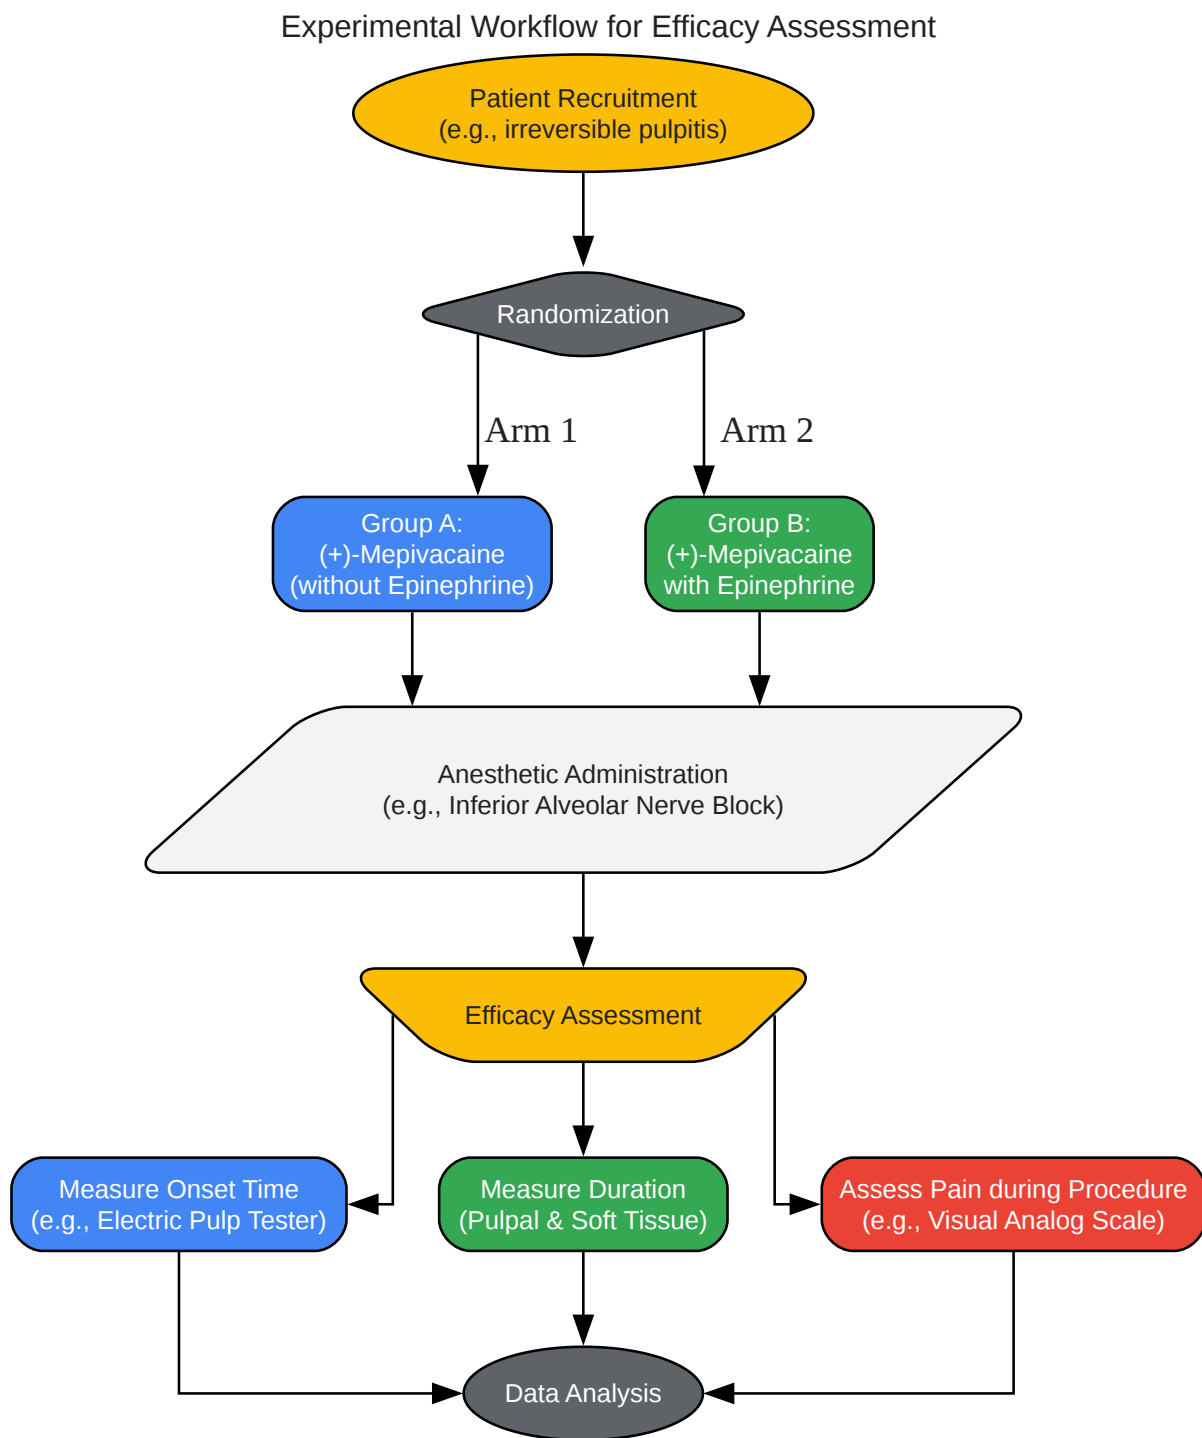 Experimental Workflow for Efficacy Assessment
Patient Recruitment
(e.g., irreversible pulpitis)
Randomization
Arm 1
Arm 2
Group A:
(+)-Mepivacaine
(without Epinephrine)
Group B:
(+)-Mepivacaine
with Epinephrine
Anesthetic Administration
(e.g., Inferior Alveolar Nerve Block)
Efficacy Assessment
Measure Onset Time
(e.g., Electric Pulp Tester)
Measure Duration
(Pulpal & Soft Tissue)
Assess Pain during Procedure
(e.g., Visual Analog Scale)
Data Analysis